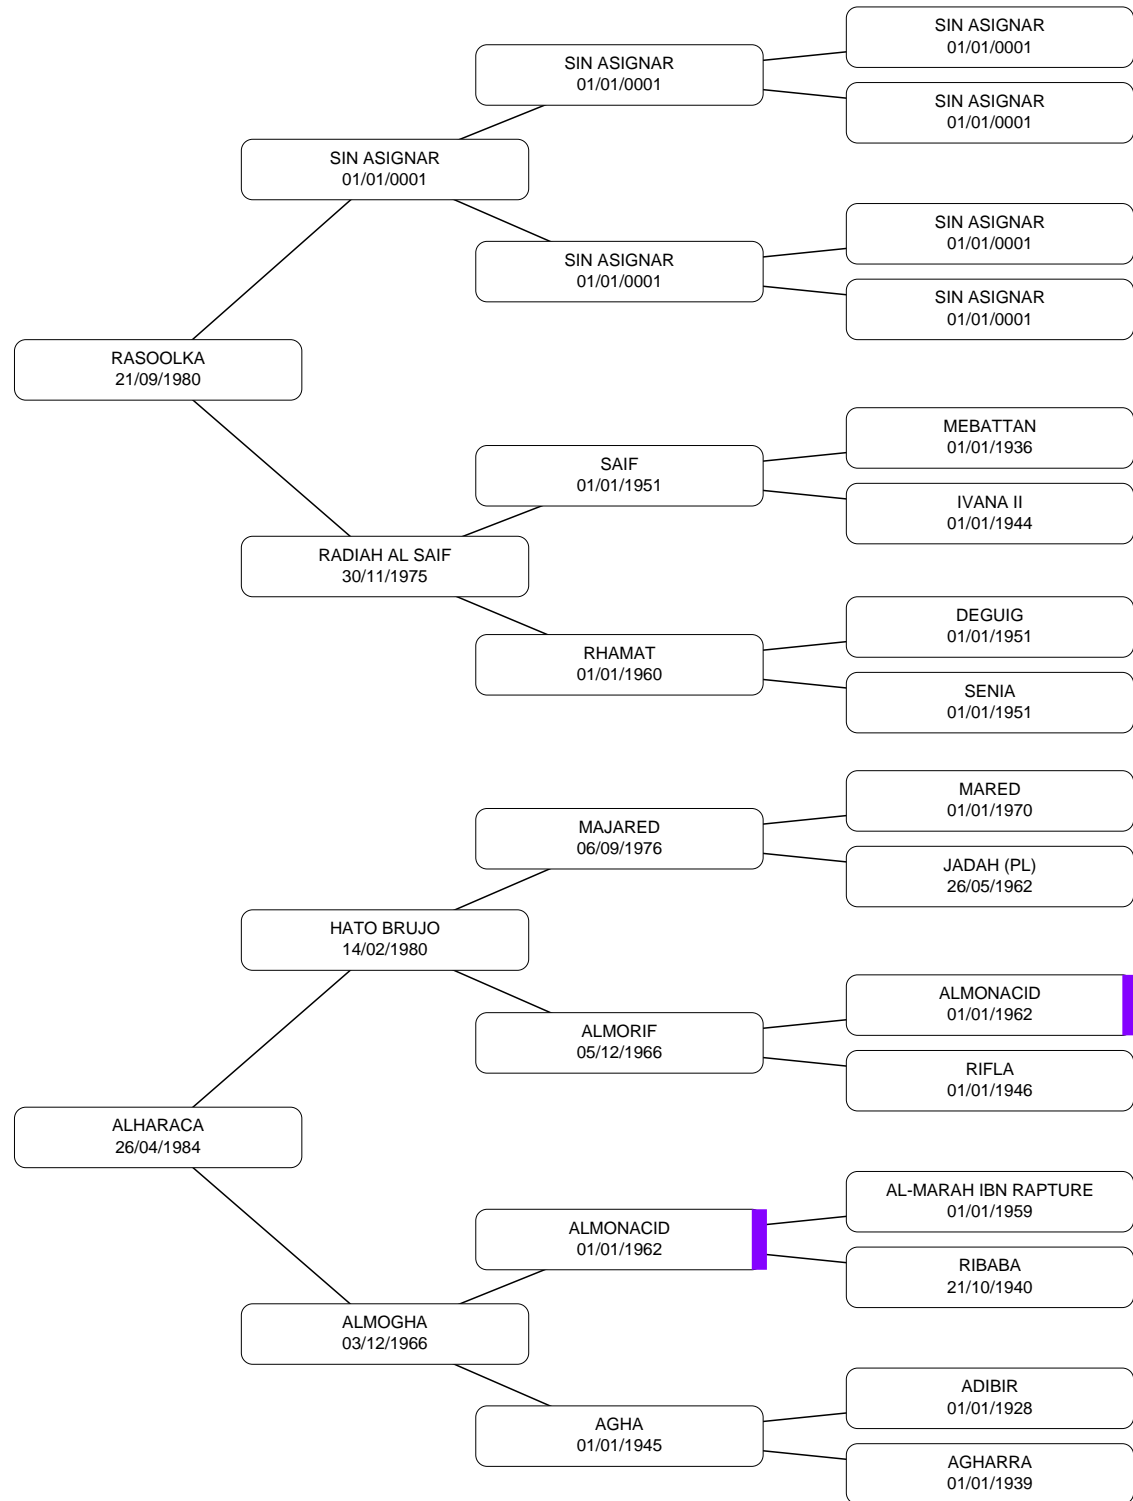 SIN ASIGNAR
01/01/0001
SIN ASIGNAR
01/01/0001
SIN ASIGNAR
01/01/0001
SIN ASIGNAR
01/01/0001
SIN ASIGNAR
01/01/0001
SIN ASIGNAR
01/01/0001
SIN ASIGNAR
01/01/0001
RASOOLKA
21/09/1980
MEBATTAN
01/01/1936
SAIF
01/01/1951
IVANA II
01/01/1944
RADIAH AL SAIF
30/11/1975
DEGUIG
01/01/1951
RHAMAT
01/01/1960
SENIA
01/01/1951
MARED
01/01/1970
MAJARED
06/09/1976
JADAH (PL)
26/05/1962
HATO BRUJO
14/02/1980
ALMONACID
01/01/1962
ALMORIF
05/12/1966
RIFLA
01/01/1946
ALHARACA
26/04/1984
AL-MARAH IBN RAPTURE
01/01/1959
ALMONACID
01/01/1962
RIBABA
21/10/1940
ALMOGHA
03/12/1966
ADIBIR
01/01/1928
AGHA
01/01/1945
AGHARRA
01/01/1939